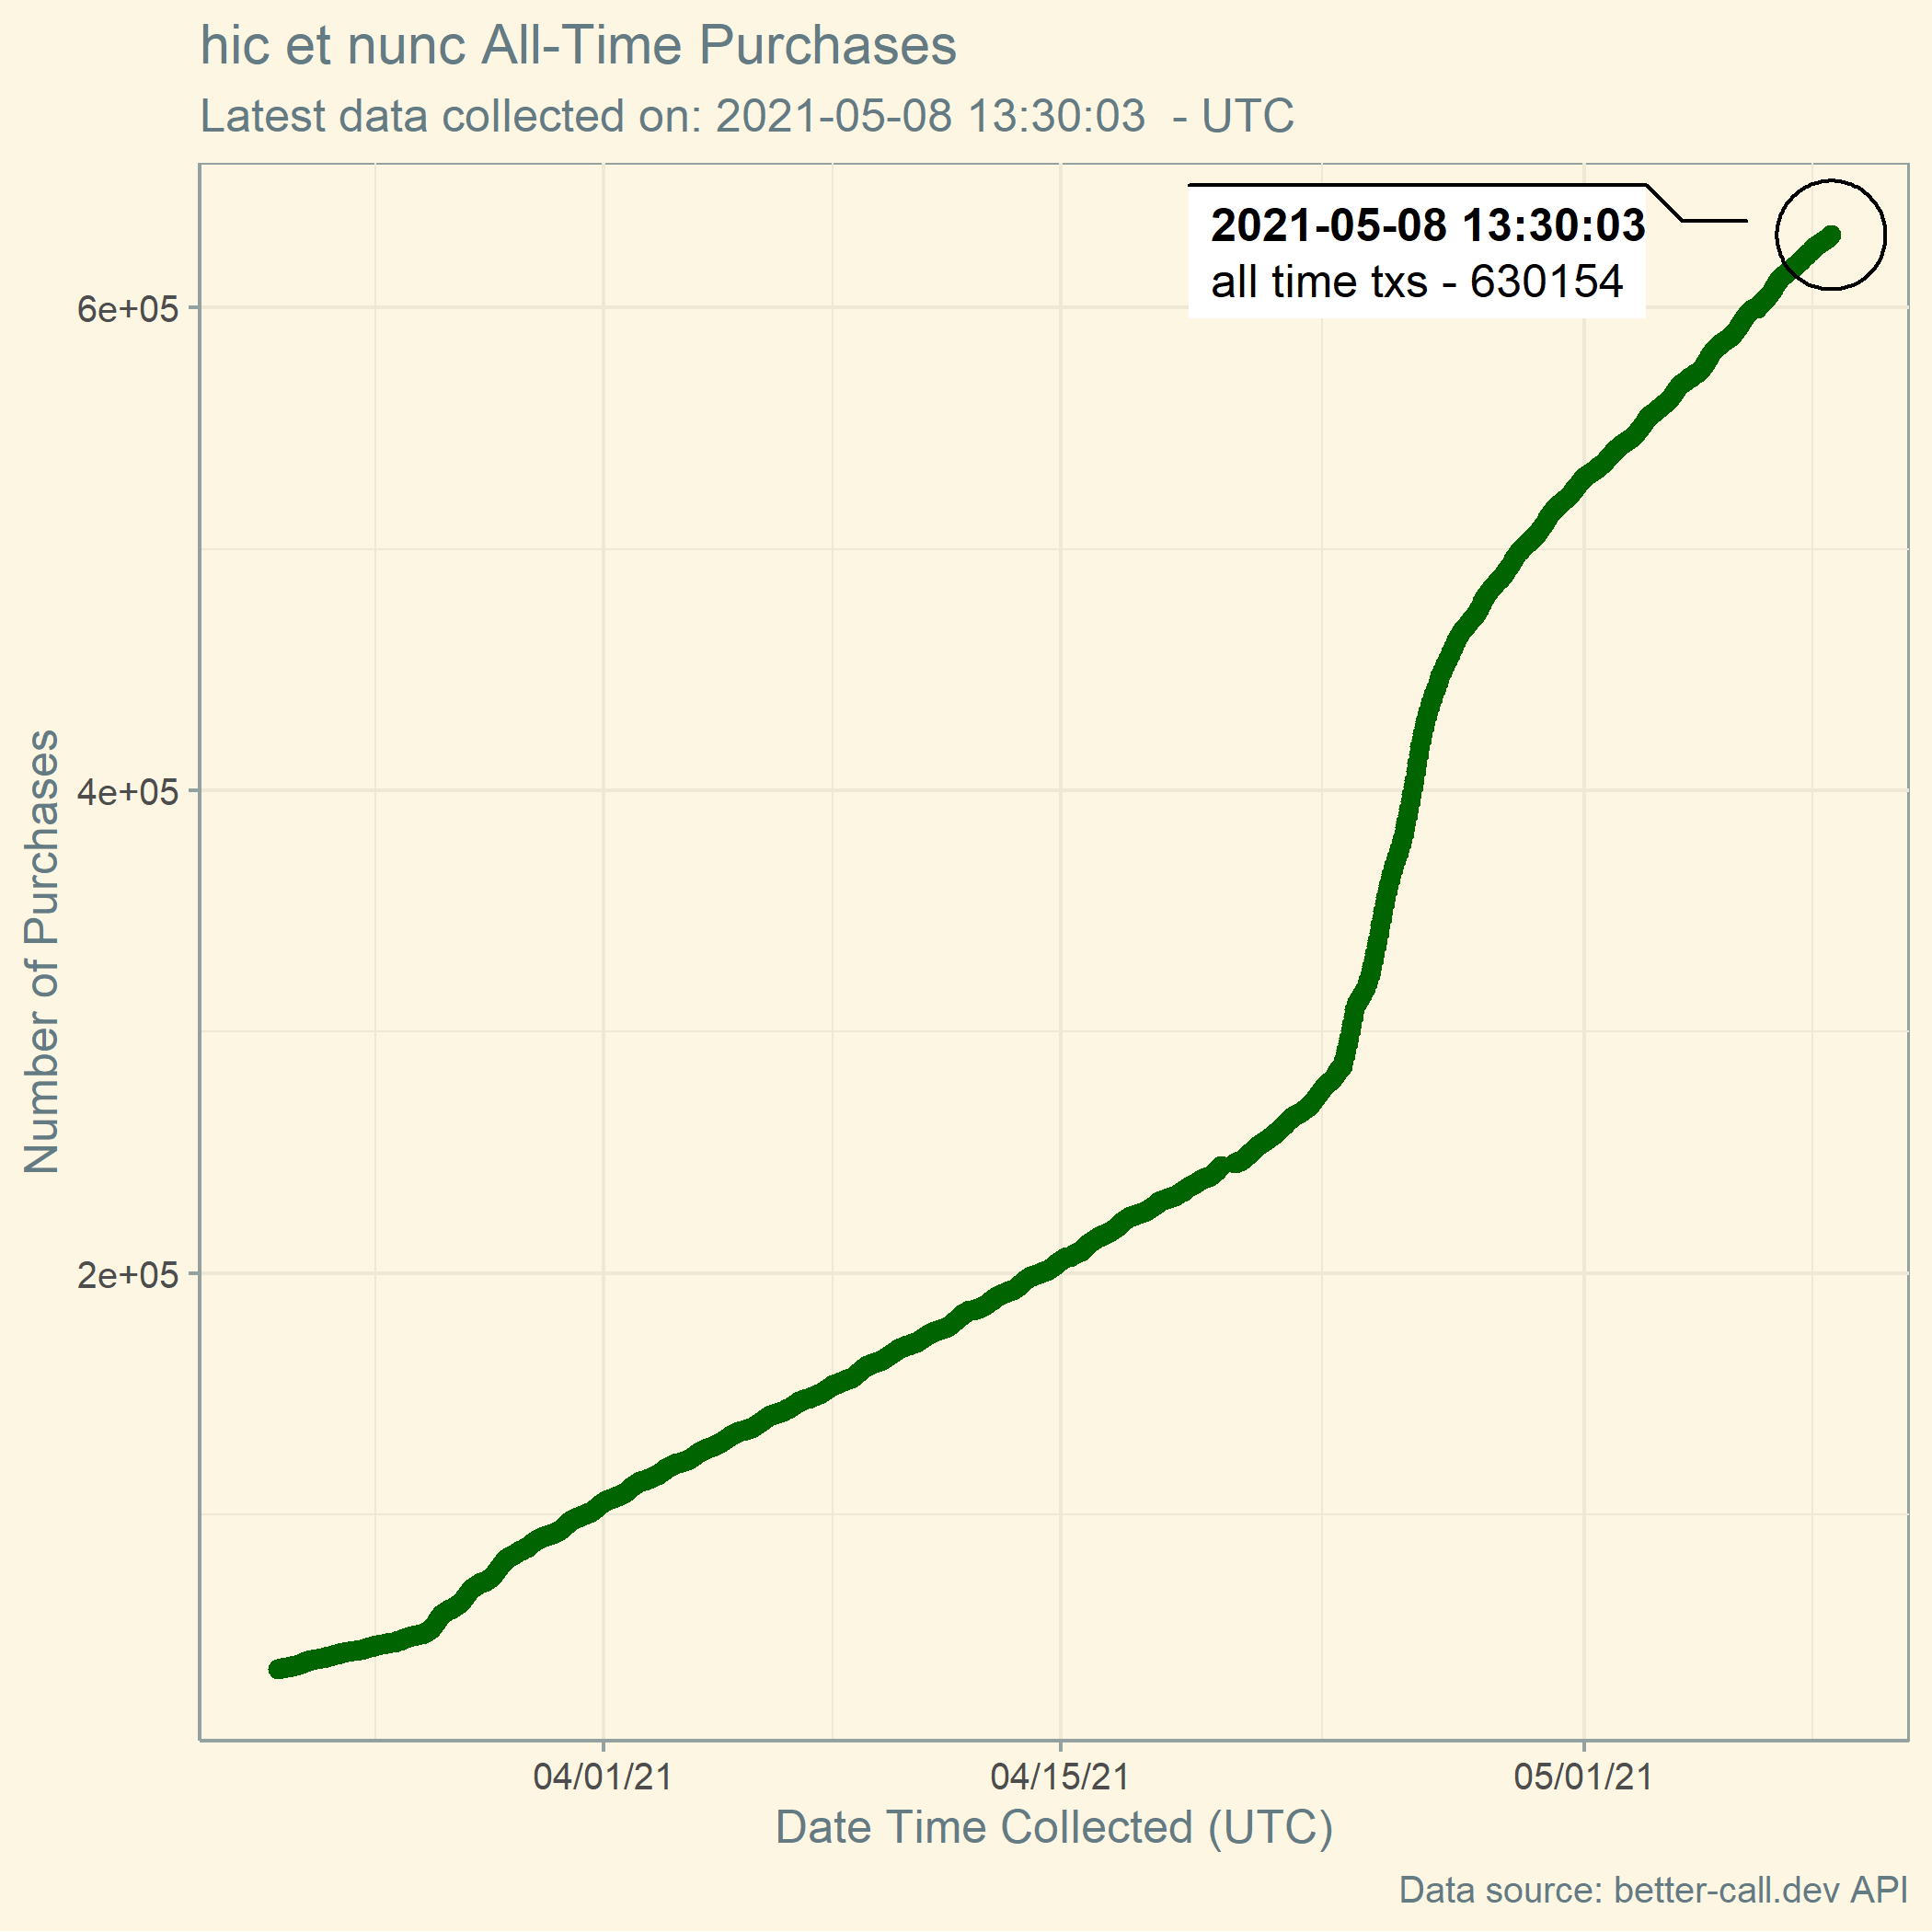 hic et nunc All-Time Purchases
Latest data collected on: 2021-05-08 13:30:03  - UTC
2021-05-08 13:30:03
all time txs - 630154
6e+05
4e+05
2e+05
Number of Purchases
04/01/21
04/15/21
05/01/21
Date Time Collected (UTC)
Data source: better-call.dev API